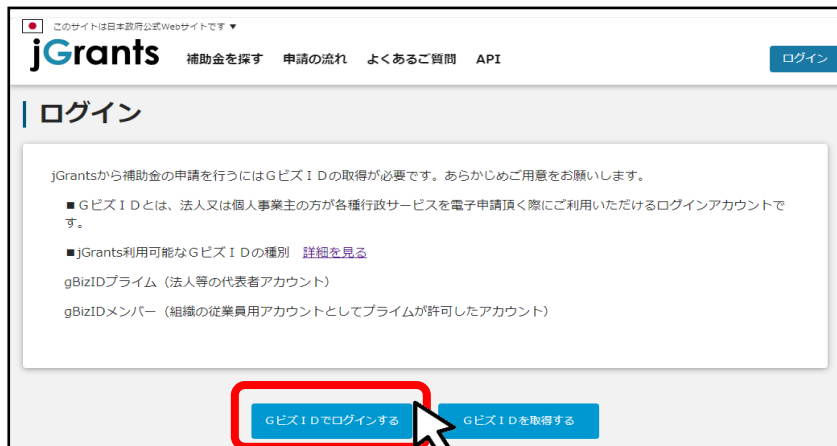 このサイトは日本政府公式Webサイトです ▼
jGrants 補助金を探す 申請の流れ よくあるご質問 API ログイン
ログイン
jGrantsから補助金の申請を行うにはGビズIDの取得が必要です。あらかじめご用意をお願いします。
■GビズIDとは、法人又は個人事業主の方が各種行政サービスを電子申請頂く際にご利用いただけるログインアカウントで
す。
■jGrants利用可能なGビズIDの種別 詳細を見る
gBizIDプライム（法人等の代表者アカウント）
gBizIDメンバー（組織の従業員用アカウントとしてプライムが許可したアカウント）
GビズIDでログインする GビズIDを取得する